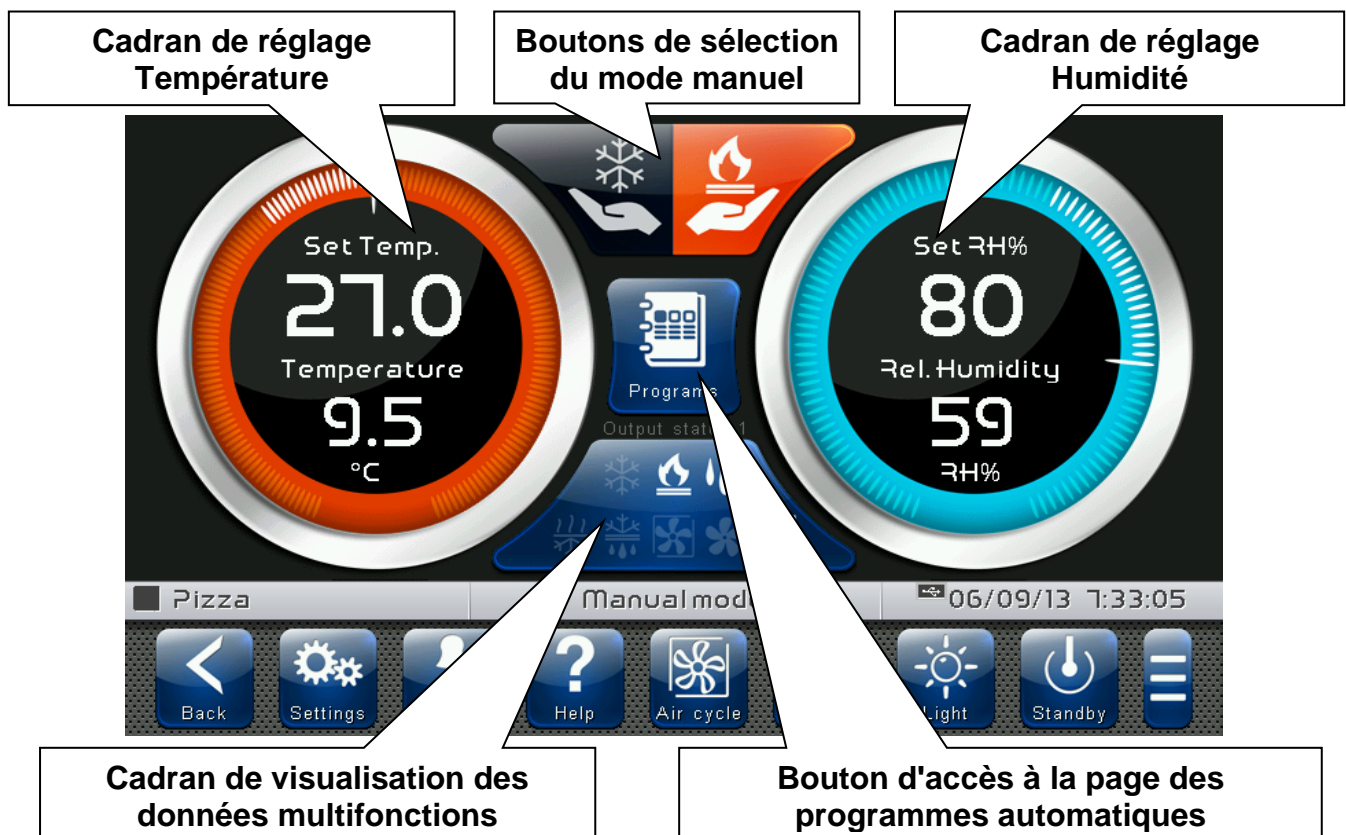 Cadran de réglage
Température
Boutons de sélection
du mode manuel
Cadran de réglage
Humidité
Set Temp.
27.0
Temperature
9.5
°C
Programs
Set RH%
80
Rel. Humidity
59
RH%
Pizza
Manual mode
06/09/13 7:33:05
Back
Settings
Help
Air cycle
Light
Standby
Cadran de visualisation des
données multifonctions
Bouton d'accès à la page des
programmes automatiques